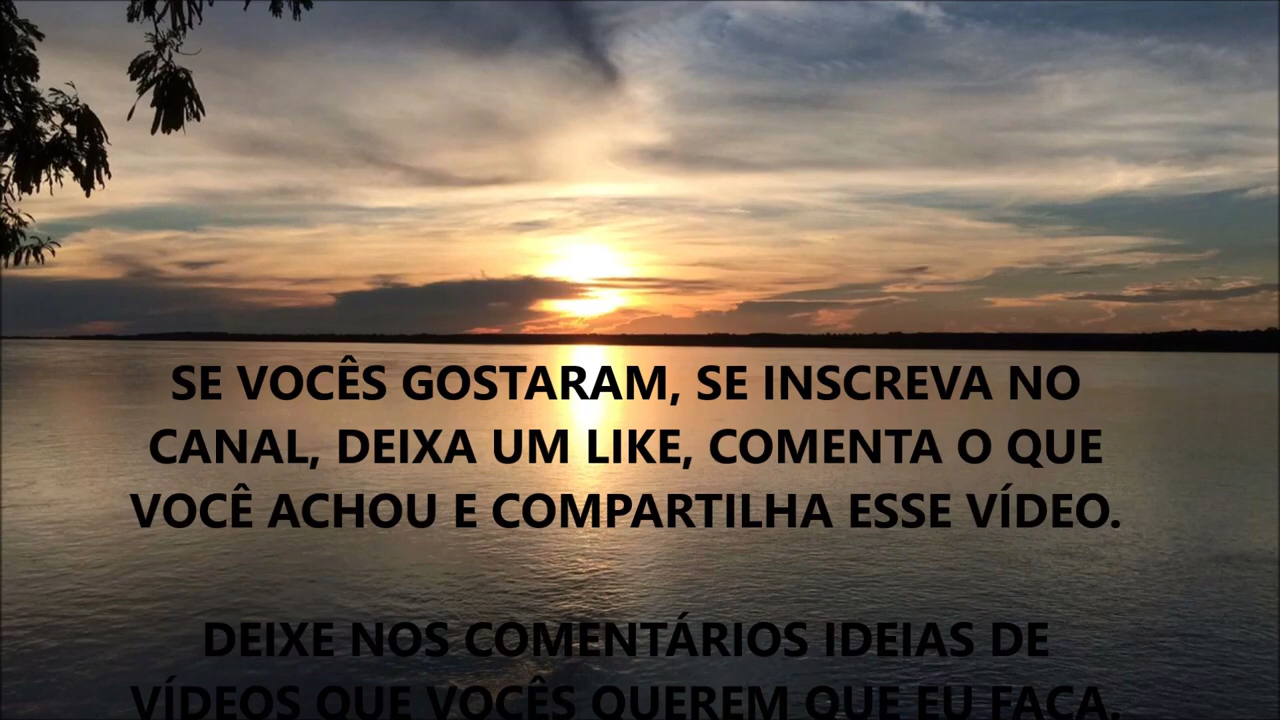 SE VOCÊS GOSTARAM, SE INSCREVA NO
CANAL, DEIXA UM LIKE, COMENTA O QUE
VOCÊ ACHOU E COMPARTILHA ESSE VÍDEO.
DEIXE NOS COMENTÁRIOS IDEIAS DE
VÍDEOS QUE VOCÊS QUEREM QUE EU FAÇA.